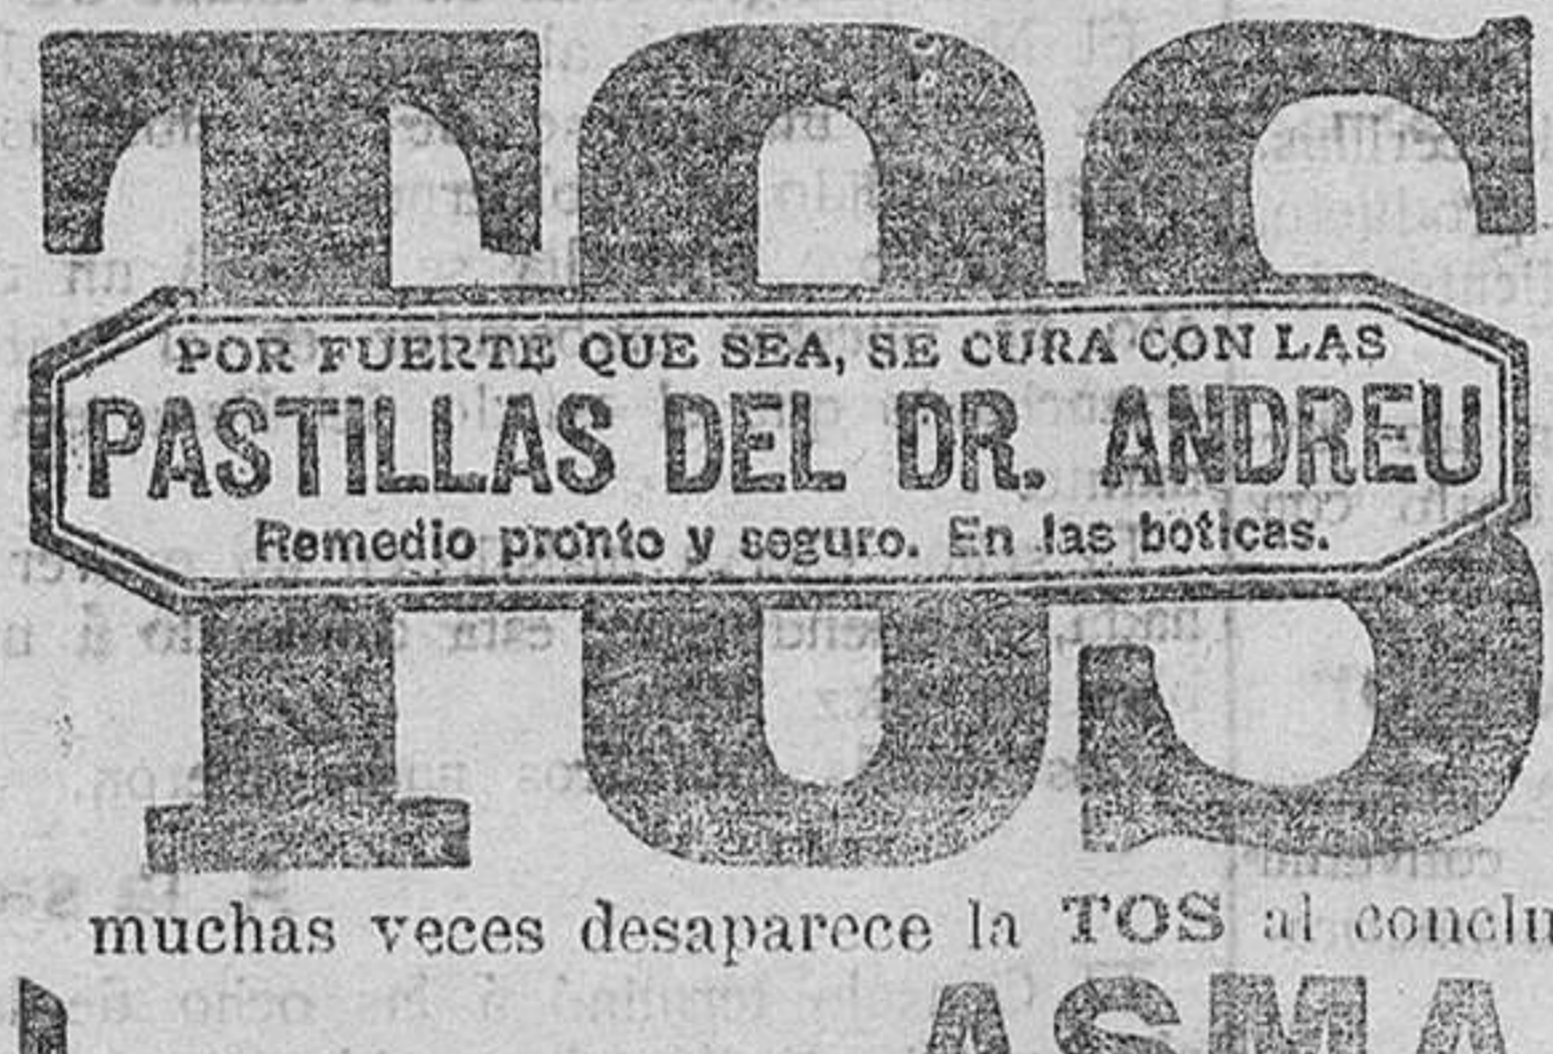 TOS
POR FUERTE QUE SEA, SE CURA CON LAS
PASTILLAS DEL DR. ANDREU
Remedio pronto y seguro. En las boticas.
muchas veces desaparece la TOS al conclu
ASMA